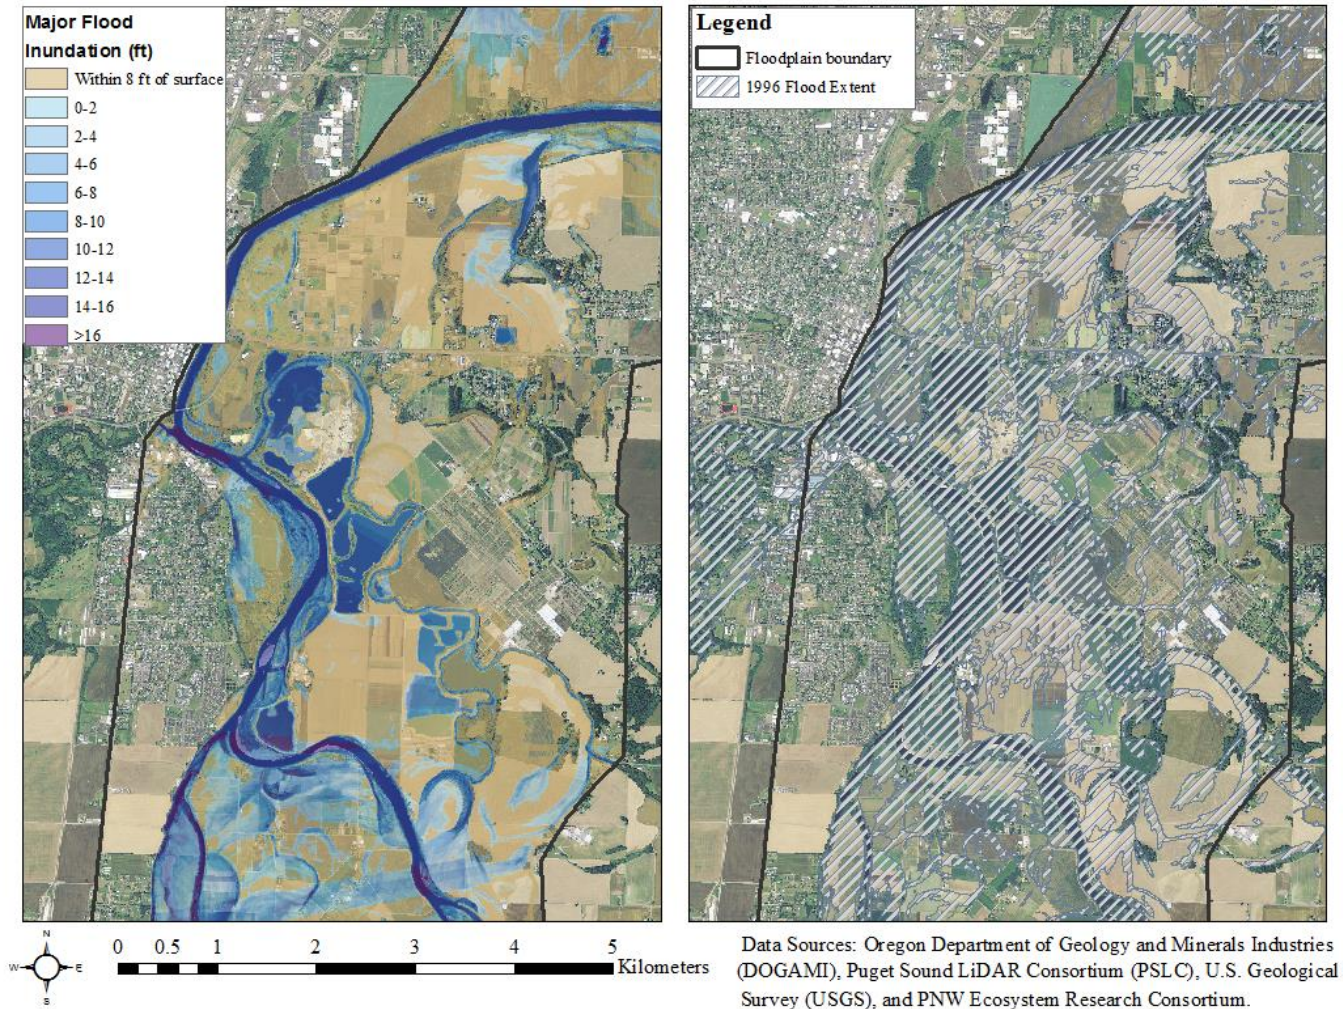 Major Flood
Inundation (ft)
Within 8 ft of surface
0-2
2-4
4-6
6-8
8-10
10-12
12-14
14-16
>16
Legend
Floodplain boundary
1996 Flood Extent
N
W E
S
0 0.5 1 2 3 4 5
Kilometers
Data Sources: Oregon Department of Geology and Minerals Industries
(DOGAMI), Puget Sound LiDAR Consortium (PSLC), U.S. Geological
Survey (USGS), and PNW Ecosystem Research Consortium.